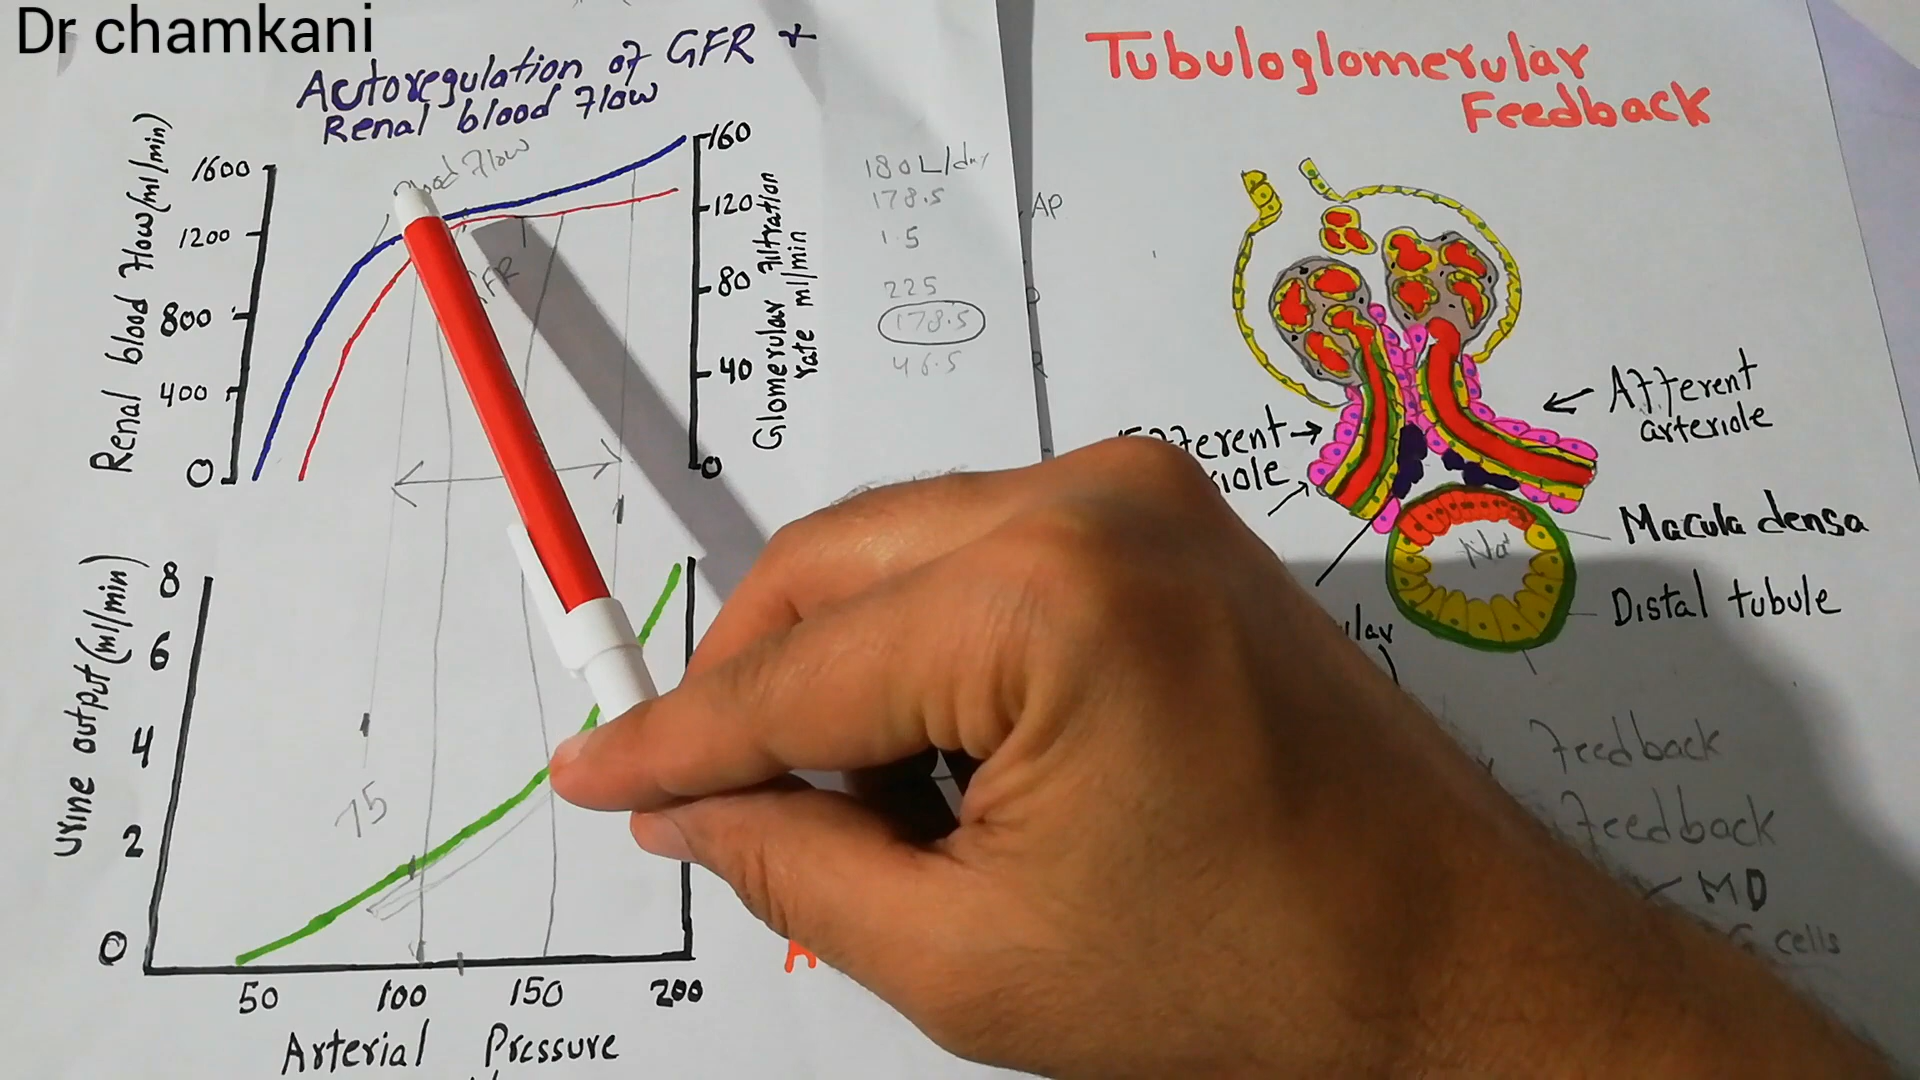 Dr chamkani
Autoregulation of GFR +
Renal blood Flow
Blood Flow
GFR
Renal blood Flow (ml/min)
1600
1200
800
400
0
160
120
80
40
0
Glomerular Filtration
rate ml/min
180 L/day
178.5
1.5
225
178.5
46.5
AP
urine output (ml/min)
8
6
4
2
0
75
50 100 150 200
Arterial Pressure
Tubuloglomerular
Feedback
Afferent
arteriole
Macula densa
Na
Distal tubule
Feedback
Feedback
MD
cells